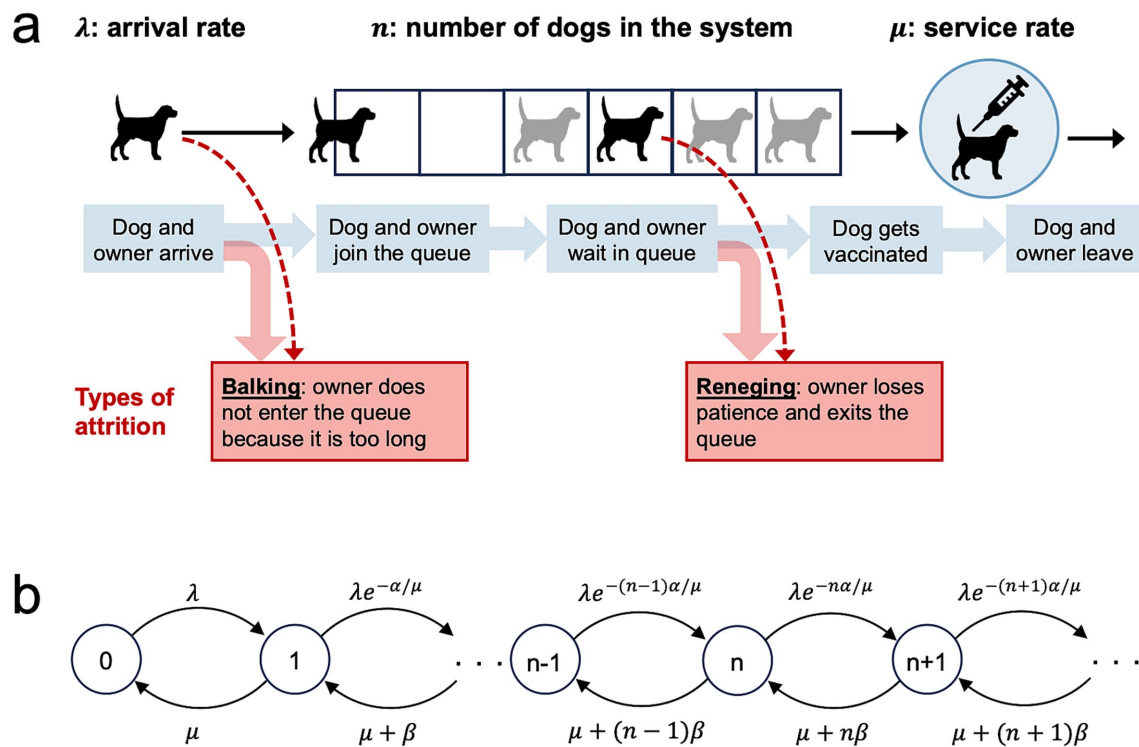 a
λ: arrival rate
n: number of dogs in the system
μ: service rate
Dog and
owner arrive
Dog and owner
join the queue
Dog and owner
wait in queue
Dog gets
vaccinated
Dog and
owner leave
Types of
attrition
Balking: owner does
not enter the queue
because it is too long
Reneging: owner loses
patience and exits the
queue
b
λ
λe^{-α/μ}
λe^{-(n-1)α/μ}
λe^{-nα/μ}
λe^{-(n+1)α/μ}
0
1
. . .
n-1
n
n+1
. . .
μ
μ + β
μ + (n − 1)β
μ + nβ
μ + (n + 1)β